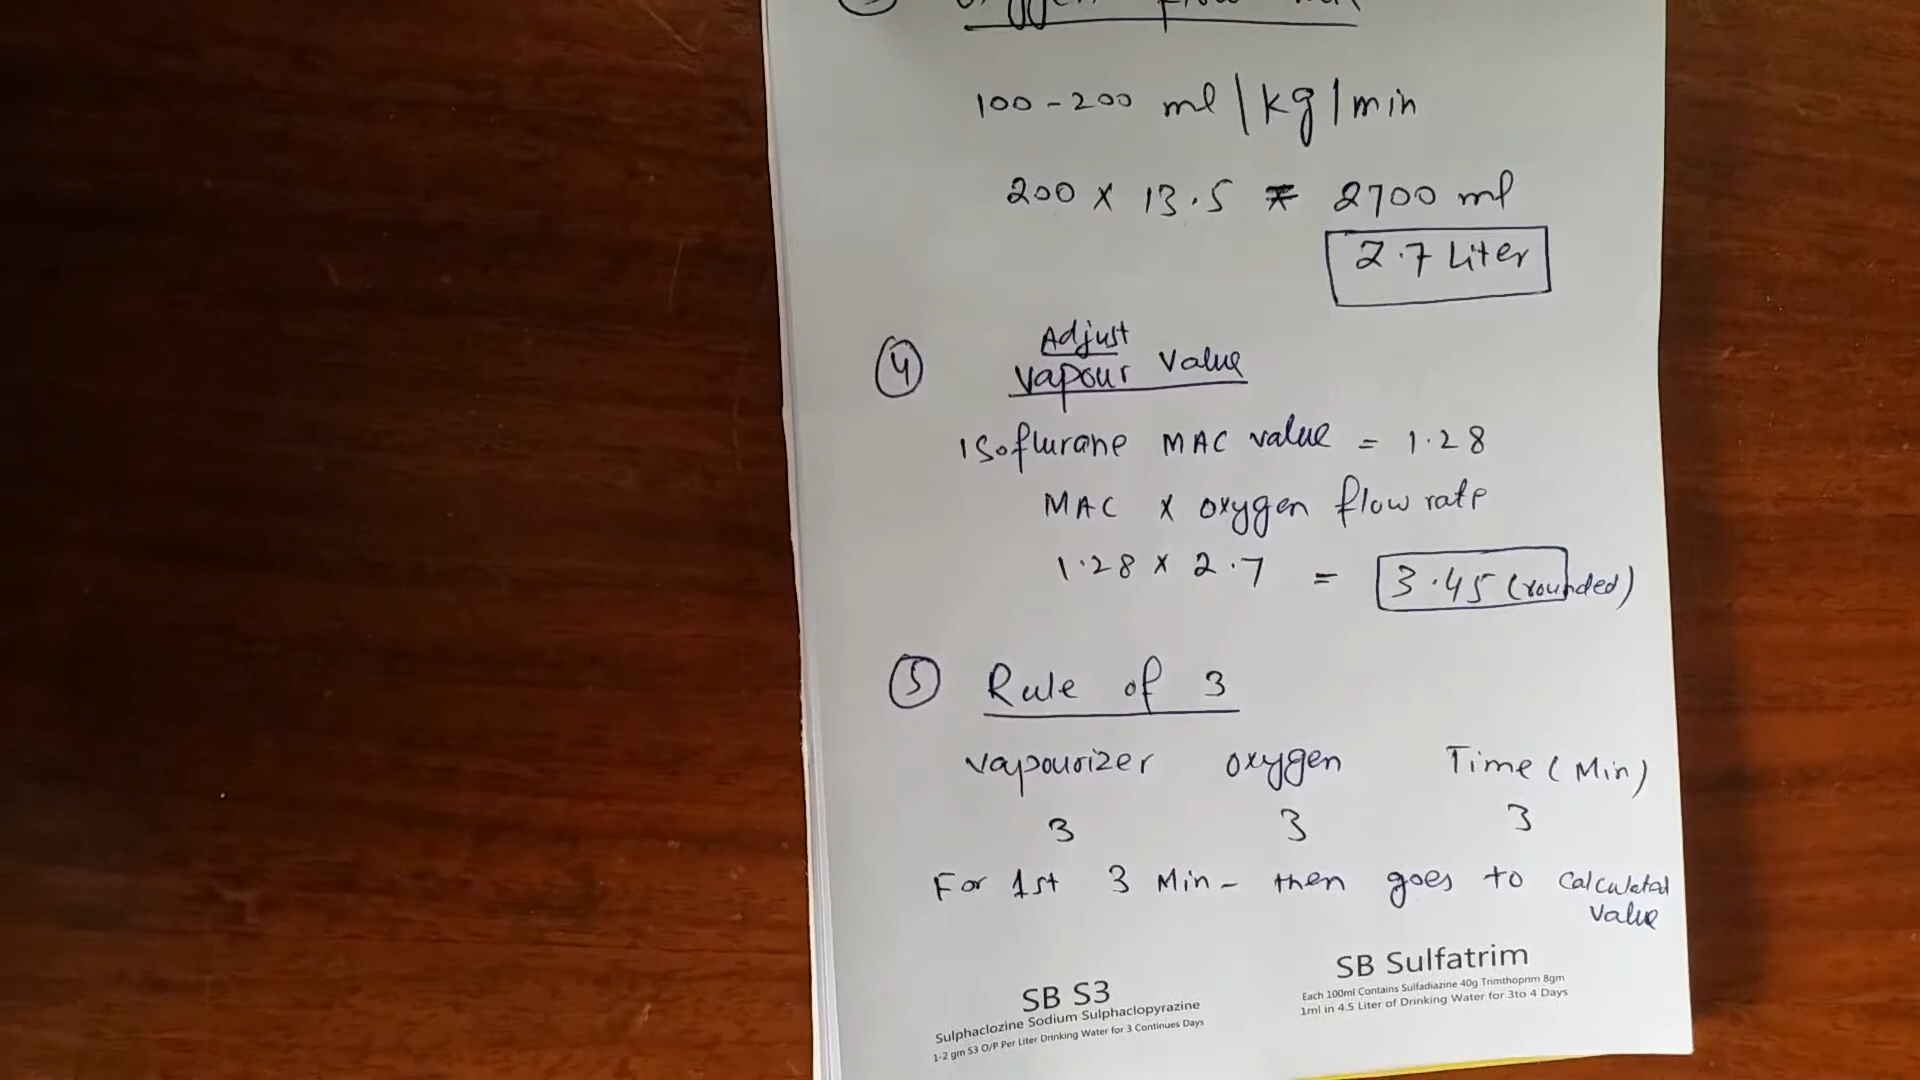 100-200 ml/kg/min
200 x 13.5 = 2700 ml
2.7 Liter
4 Adjust
Vapour Value
Isoflurane MAC value = 1.28
MAC x oxygen flow rate
1.28 x 2.7 = 3.45 (rounded)
5 Rule of 3
Vapourizer oxygen Time (Min)
3 3 3
For 1st 3 Min - then goes to calculated
value
SB S3
Sulphaclozine Sodium Sulphaclopyrazine
1-2 gm S3 O/P Per Liter Drinking Water for 3 Continues Days
SB Sulfatrim
Each 100ml Contains Sulfadiazine 40g Trimthoprim 8gm
1ml in 4.5 Liter of Drinking Water for 3to 4 Days